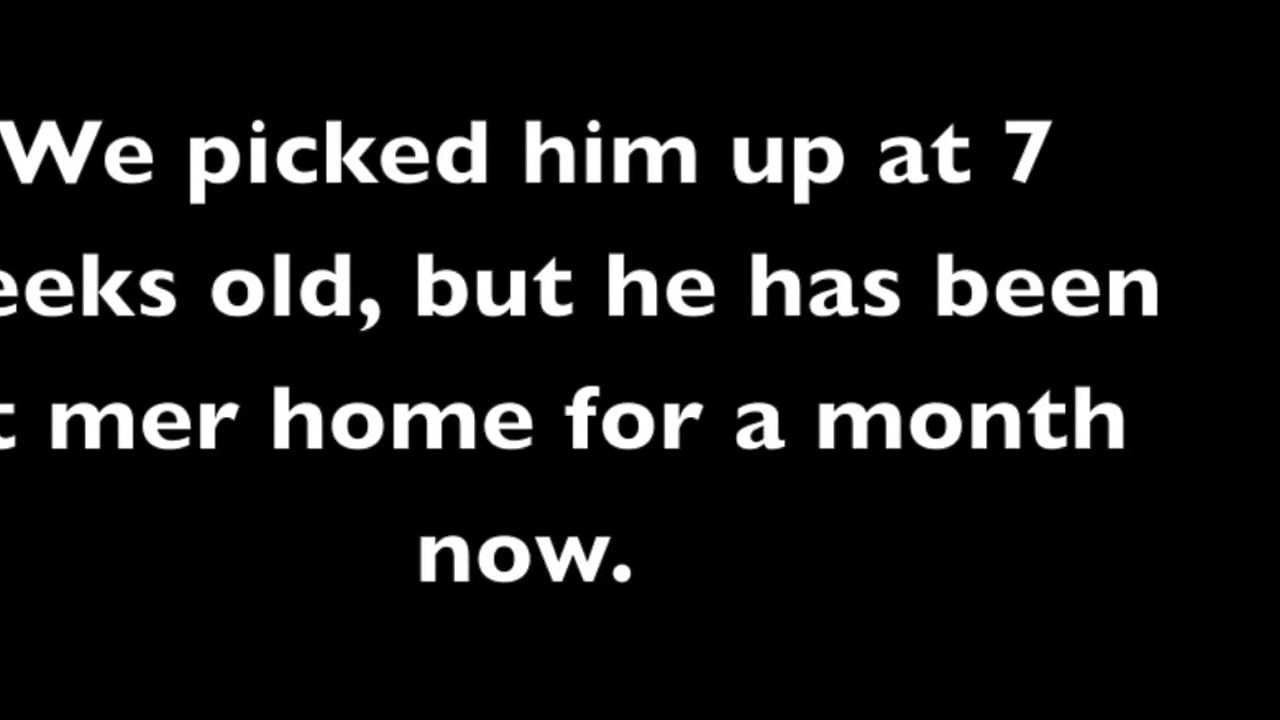 We picked him up at 7
eeks old, but he has been
t mer home for a month
now.